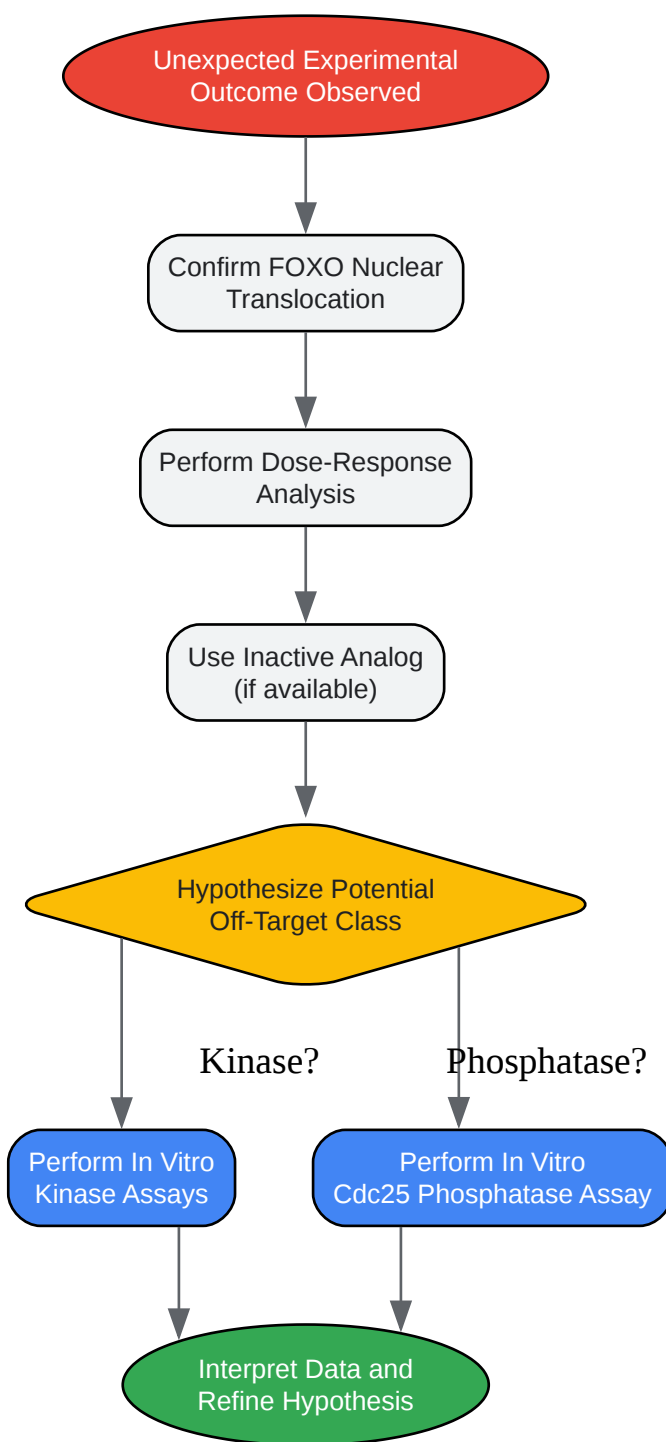 Unexpected Experimental
Outcome Observed
Confirm FOXO Nuclear
Translocation
Perform Dose-Response
Analysis
Use Inactive Analog
(if available)
Hypothesize Potential
Off-Target Class
Kinase?
Phosphatase?
Perform In Vitro
Kinase Assays
Perform In Vitro
Cdc25 Phosphatase Assay
Interpret Data and
Refine Hypothesis